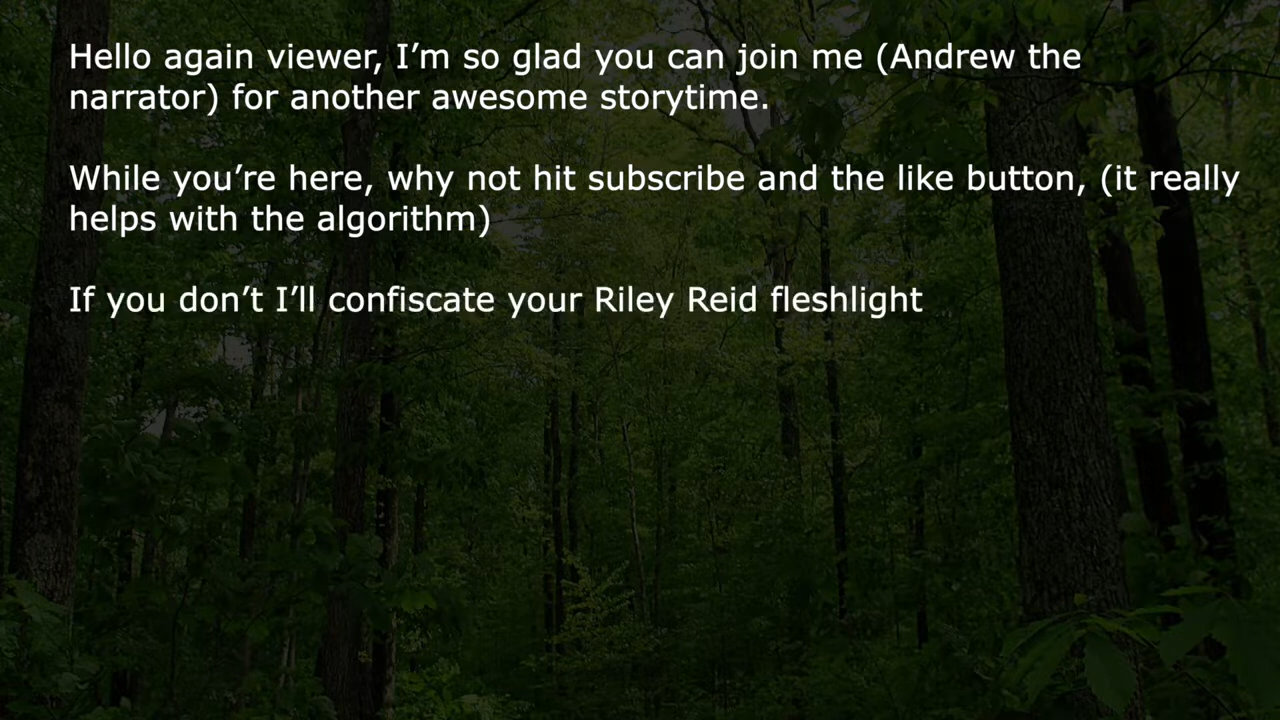 Hello again viewer, I’m so glad you can join me (Andrew the
narrator) for another awesome storytime.
While you’re here, why not hit subscribe and the like button, (it really
helps with the algorithm)
If you don’t I’ll confiscate your Riley Reid fleshlight